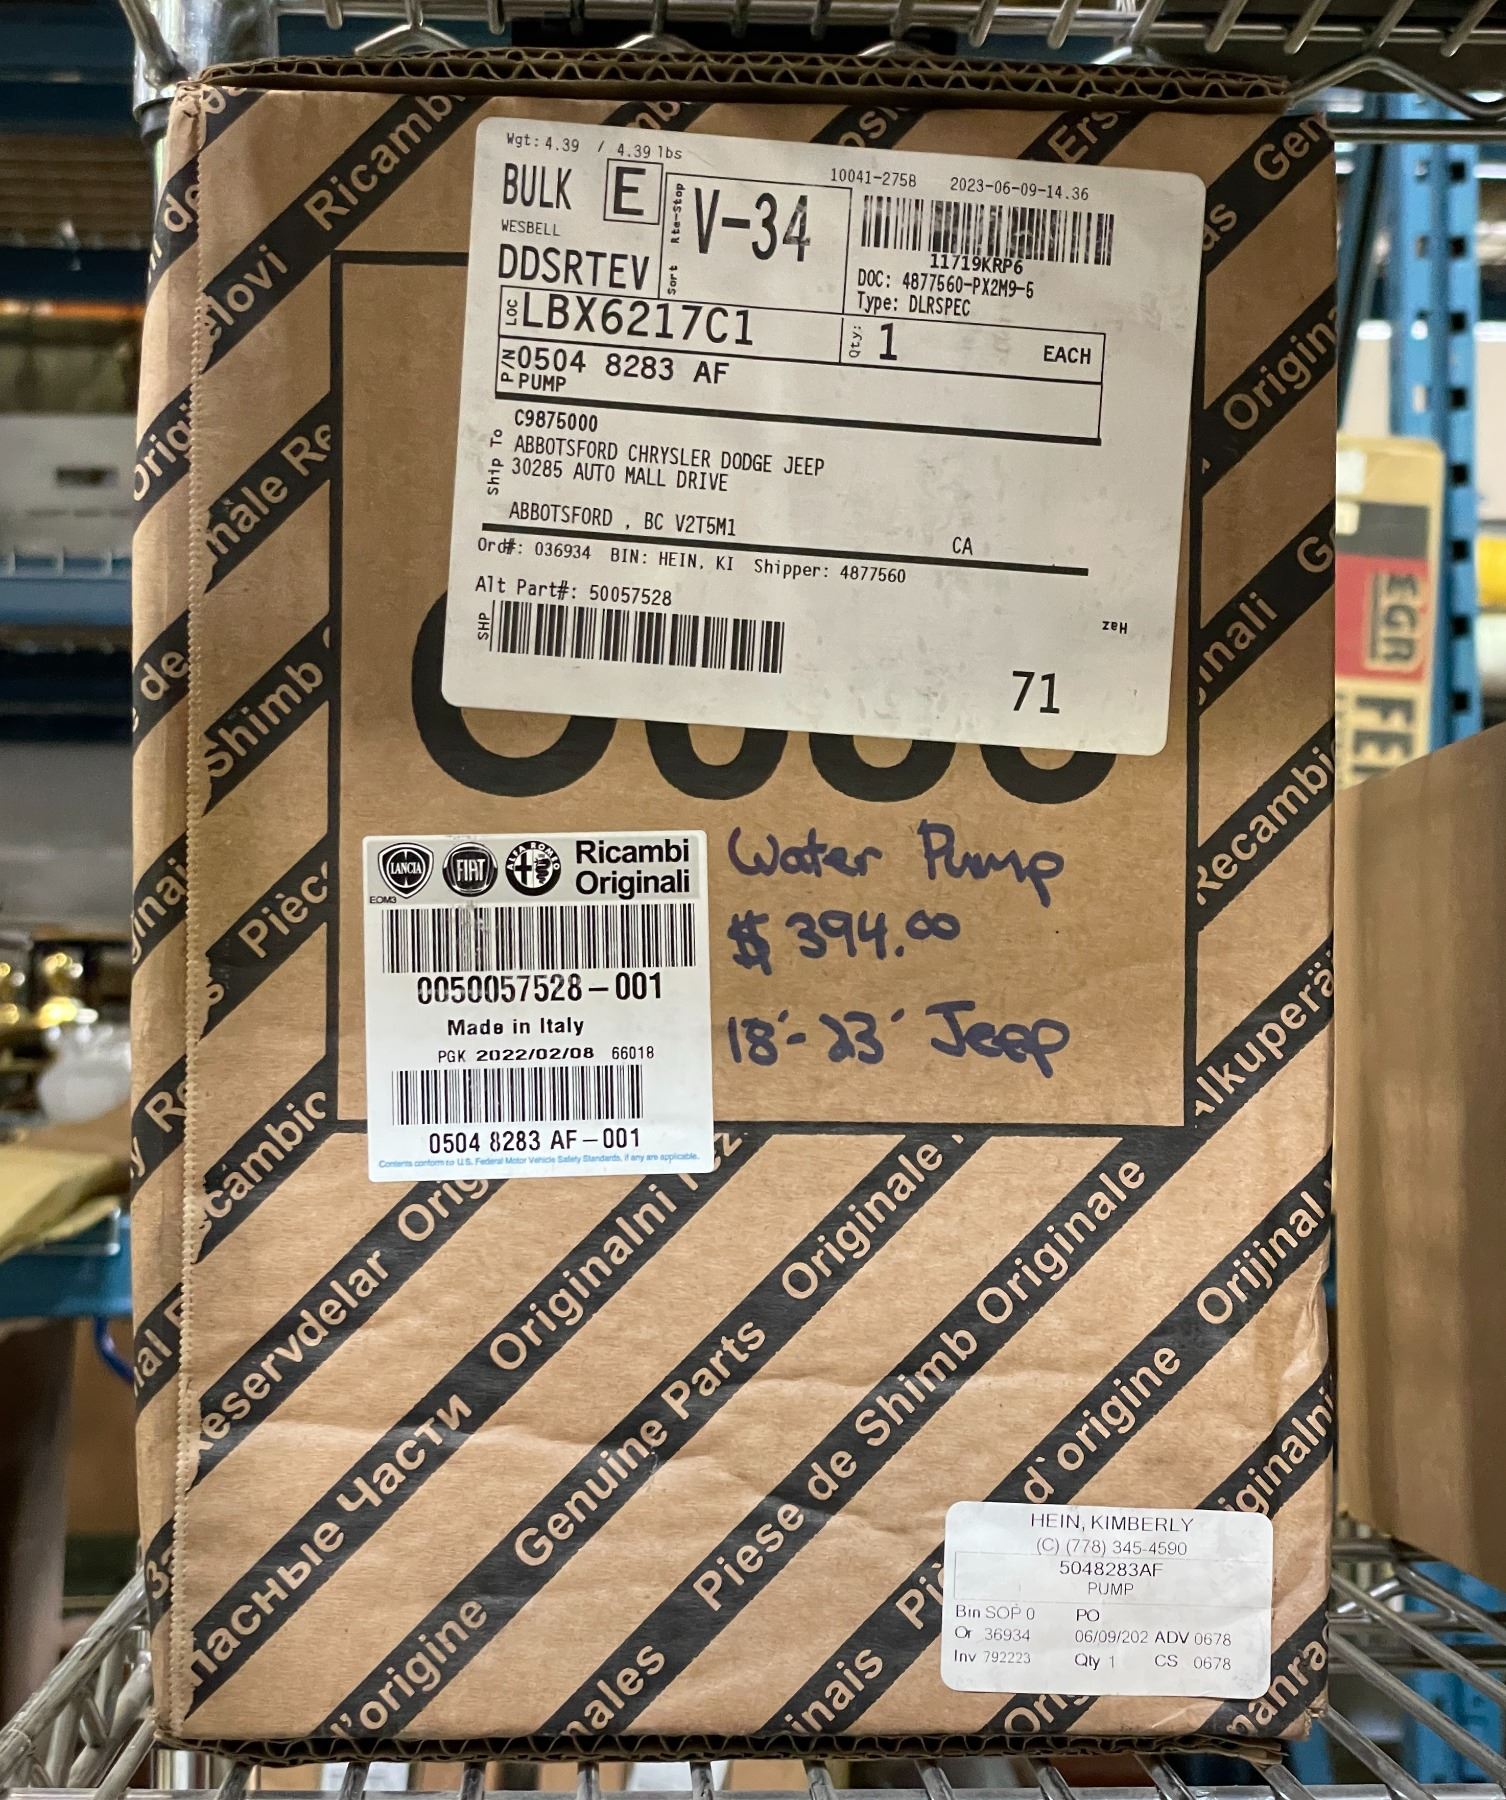 Wgt: 4.39 / 4.39 lbs
10041-2758 2023-06-09-14.36
BULK E
Rte-Stop
V-34
WESBELL
DDSRTEV
Sort
11719KRP6
DOC: 4877560-PX2M9-5
Type: DLRSPEC
LOC LBX6217C1
Qty: 1 EACH
P/N 0504 8283 AF
PUMP
Ship To
C9875000
ABBOTSFORD CHRYSLER DODGE JEEP
30285 AUTO MALL DRIVE
ABBOTSFORD , BC V2T5M1
CA
Ord#: 036934 BIN: HEIN, KI Shipper: 4877560
Alt Part#: 50057528
SHP
Haz
71
LANCIA FIAT ALFA ROMEO
Ricambi
Originali
EOM3
0050057528-001
Made in Italy
PGK 2022/02/08 66018
0504 8283 AF-001
Contents conform to U.S. Federal Motor Vehicle Safety Standards, if any are applicable.
Water Pump
$394.00
18'-23' Jeep
HEIN, KIMBERLY
(C) (778) 345-4590
5048283AF
PUMP
Bin SOP 0 PO
Or 36934 06/09/202 ADV 0678
Inv 792223 Qty 1 CS 0678
Reservdelar
Части Originalni
d'origine Genuine Parts Originale
Piese de Shimb Originale
d'origine Orijinal
Shimb
EGR